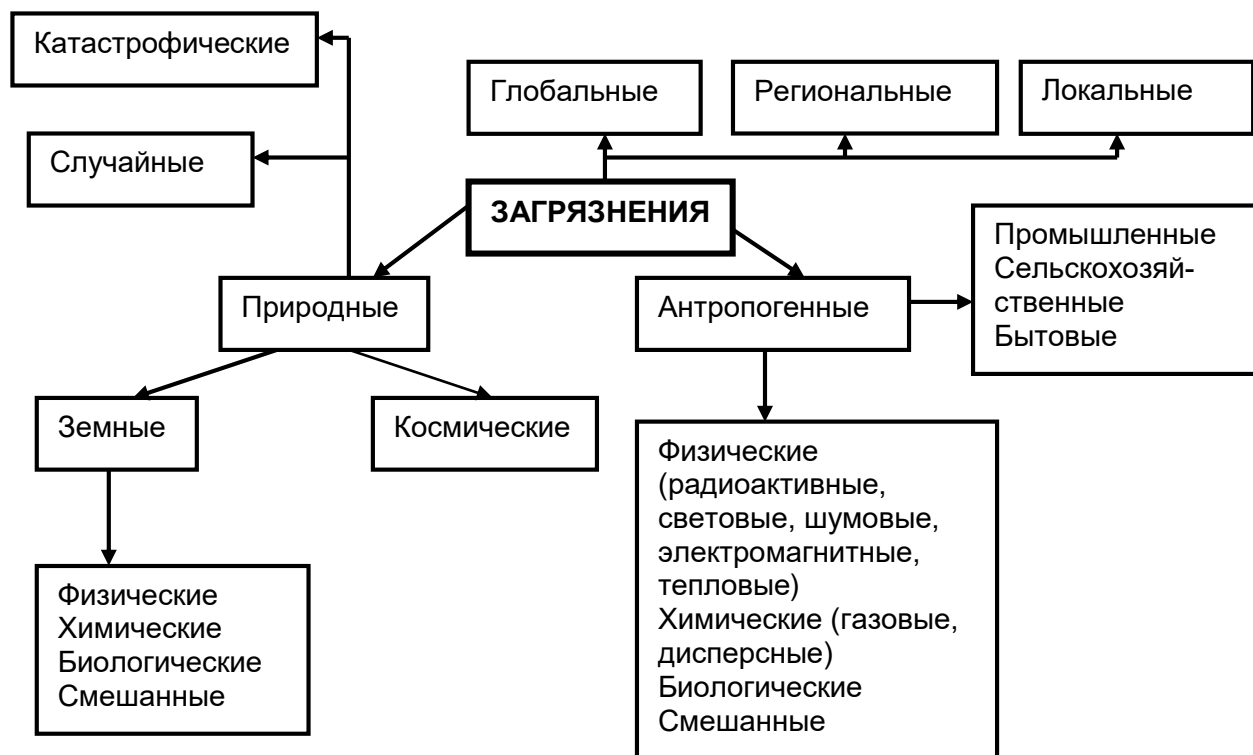 Катастрофические
Глобальные
Региональные
Локальные
Случайные
ЗАГРЯЗНЕНИЯ
Промышленные
Сельскохозяй-
ственные
Бытовые
Природные
Антропогенные
Земные
Космические
Физические
(радиоактивные,
световые, шумовые,
электромагнитные,
тепловые)
Химические (газовые,
дисперсные)
Биологические
Смешанные
Физические
Химические
Биологические
Смешанные